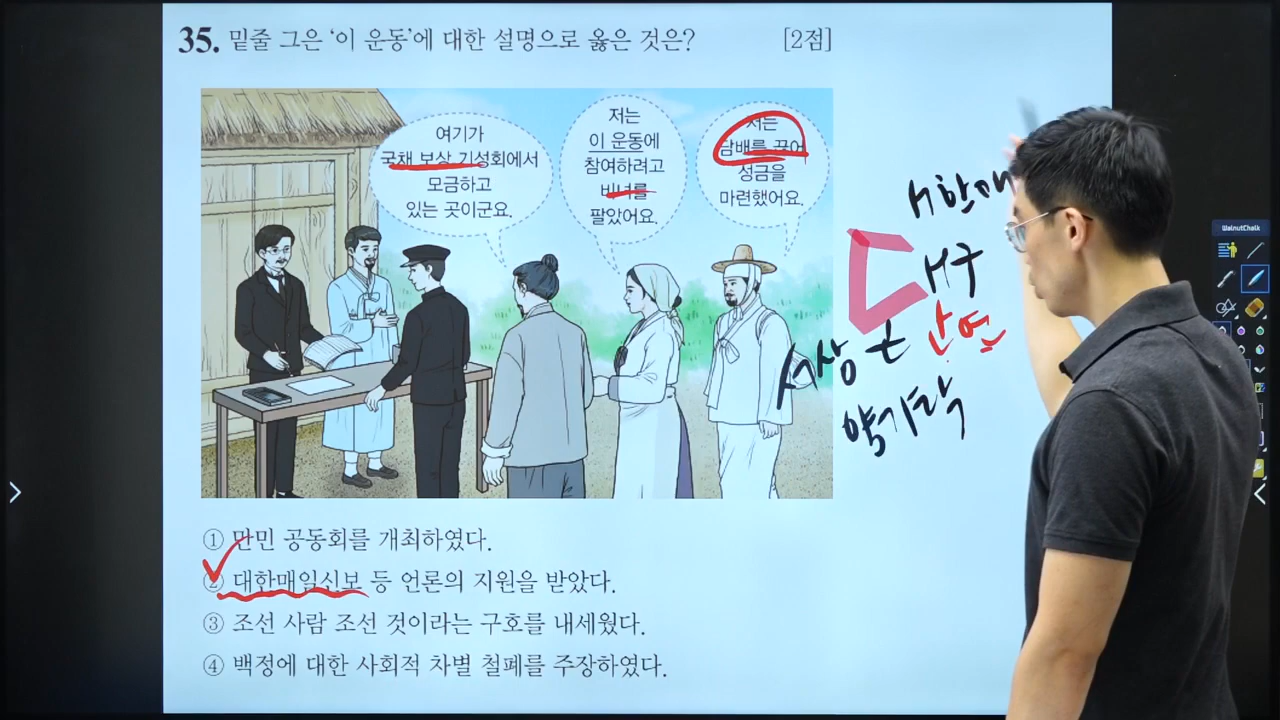 35. 밑줄 그은 ‘이 운동’에 대한 설명으로 옳은 것은? [2점]
여기가
국채 보상 기성회에서
모금하고
있는 곳이군요.
저는
이 운동에
참여하려고
비녀를
팔았어요.
저는
담배를 끊어
성금을
마련했어요.
서상
약기탁
WalnutChalk
① 만민 공동회를 개최하였다.
② 대한매일신보 등 언론의 지원을 받았다.
③ 조선 사람 조선 것이라는 구호를 내세웠다.
④ 백정에 대한 사회적 차별 철폐를 주장하였다.